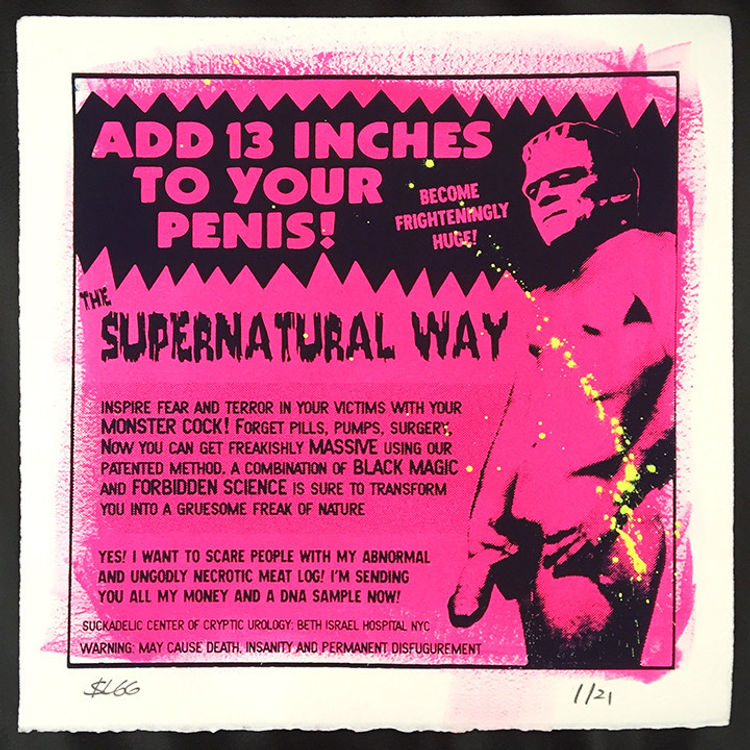 ADD 13 INCHES
TO YOUR
PENIS!
BECOME
FRIGHTENINGLY
HUGE!
THE
SUPERNATURAL WAY
INSPIRE FEAR AND TERROR IN YOUR VICTIMS WITH YOUR
MONSTER COCK! FORGET PILLS, PUMPS, SURGERY,
NOW YOU CAN GET FREAKISHLY MASSIVE USING OUR
PATENTED METHOD. A COMBINATION OF BLACK MAGIC
AND FORBIDDEN SCIENCE IS SURE TO TRANSFORM
YOU INTO A GRUESOME FREAK OF NATURE
YES! I WANT TO SCARE PEOPLE WITH MY ABNORMAL
AND UNGODLY NECROTIC MEAT LOG! I'M SENDING
YOU ALL MY MONEY AND A DNA SAMPLE NOW!
SUCKADELIC CENTER OF CRYPTIC UROLOGY: BETH ISRAEL HOSPITAL NYC
WARNING: MAY CAUSE DEATH, INSANITY AND PERMANENT DISFUGUREMENT
1/21